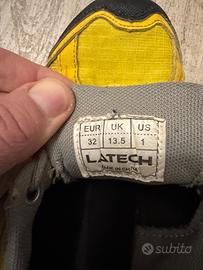 EUR UK US
32 13.5 1
LATECH
MADE IN CHINA
subito